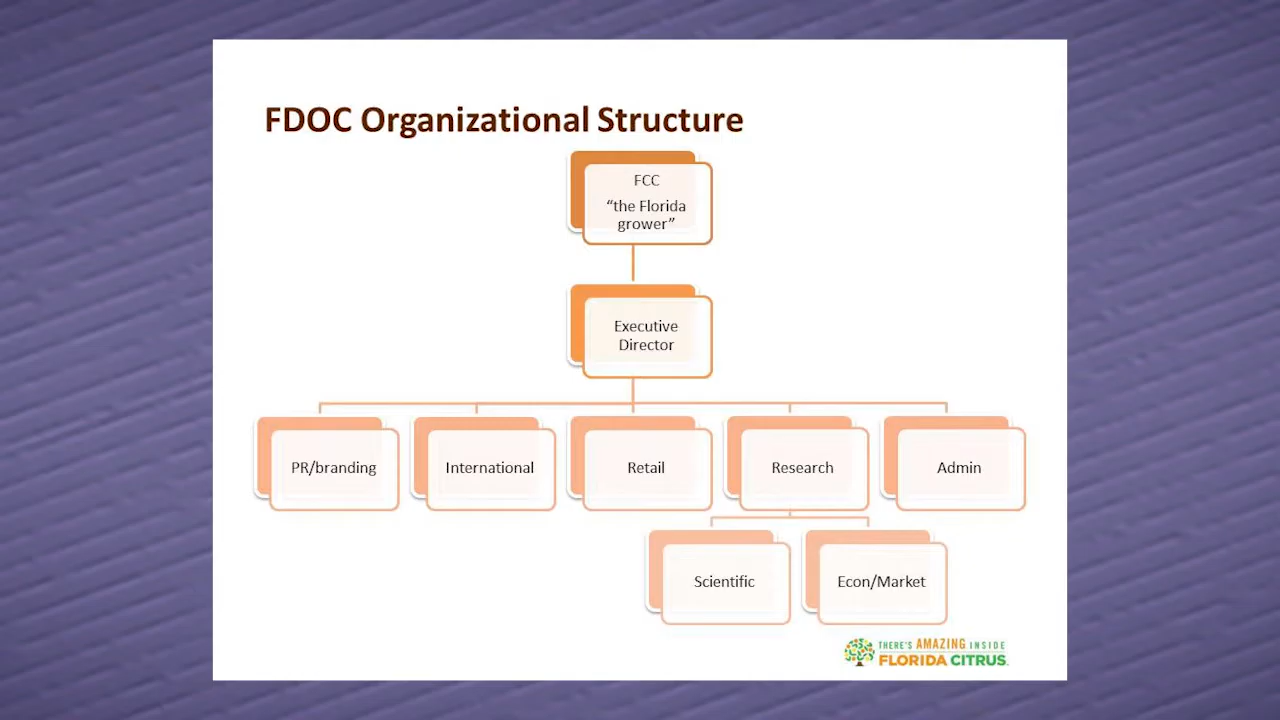 FDOC Organizational Structure
FCC
“the Florida
grower”
Executive
Director
PR/branding
International
Retail
Research
Admin
Scientific
Econ/Market
THERE'S AMAZING INSIDE
FLORIDA CITRUS